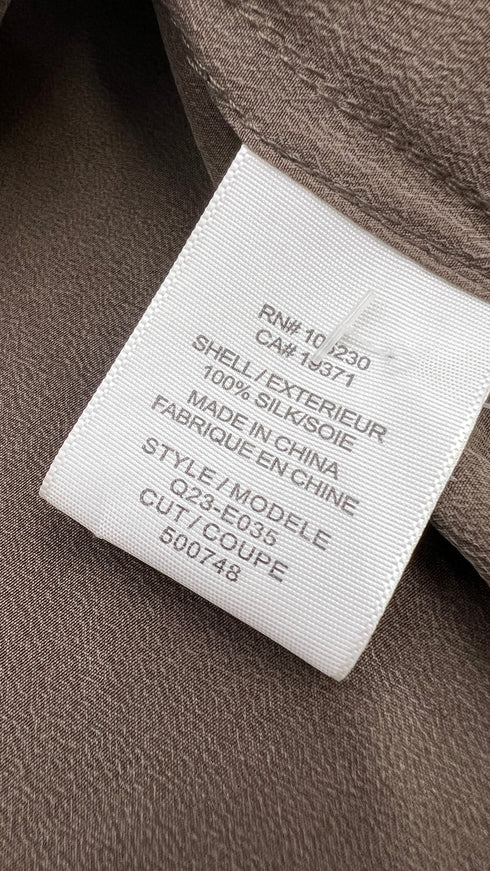 RN#
CA#
SHELL / EXTERIEUR
100% SILK/SOIE
MADE IN CHINA
FABRIQUE EN CHINE
STYLE / MODELE
Q23-E035
CUT / COUPE
500748